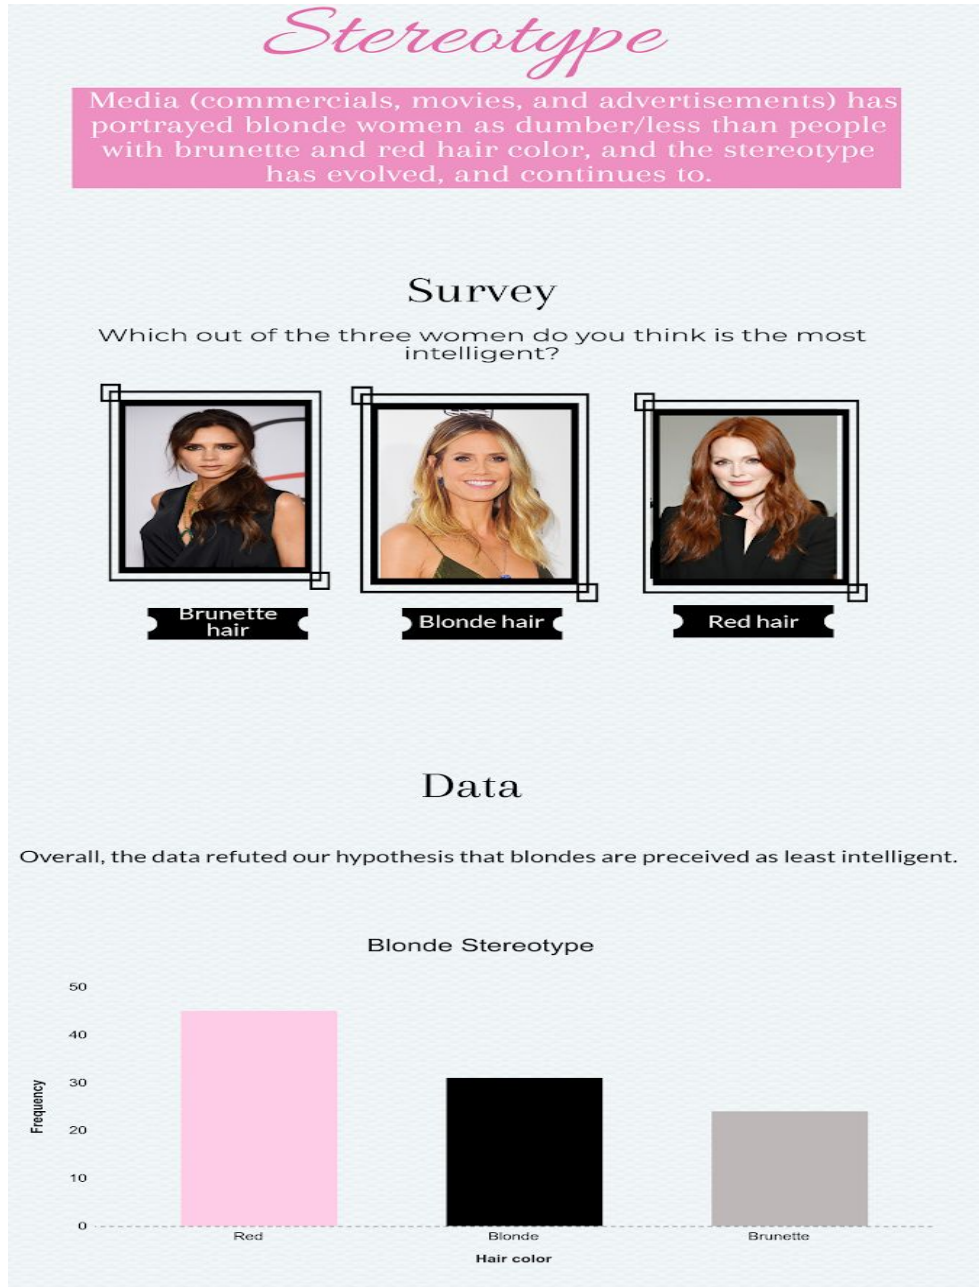 Stereotype
Media (commercials, movies, and advertisements) has
portrayed blonde women as dumber/less than people
with brunette and red hair color, and the stereotype
has evolved, and continues to.
Survey
Which out of the three women do you think is the most
intelligent?
Brunette
hair
Blonde hair
Red hair
Data
Overall, the data refuted our hypothesis that blondes are preceived as least intelligent.
Blonde Stereotype
50
40
30
20
10
0
Frequency
Red
Blonde
Brunette
Hair color